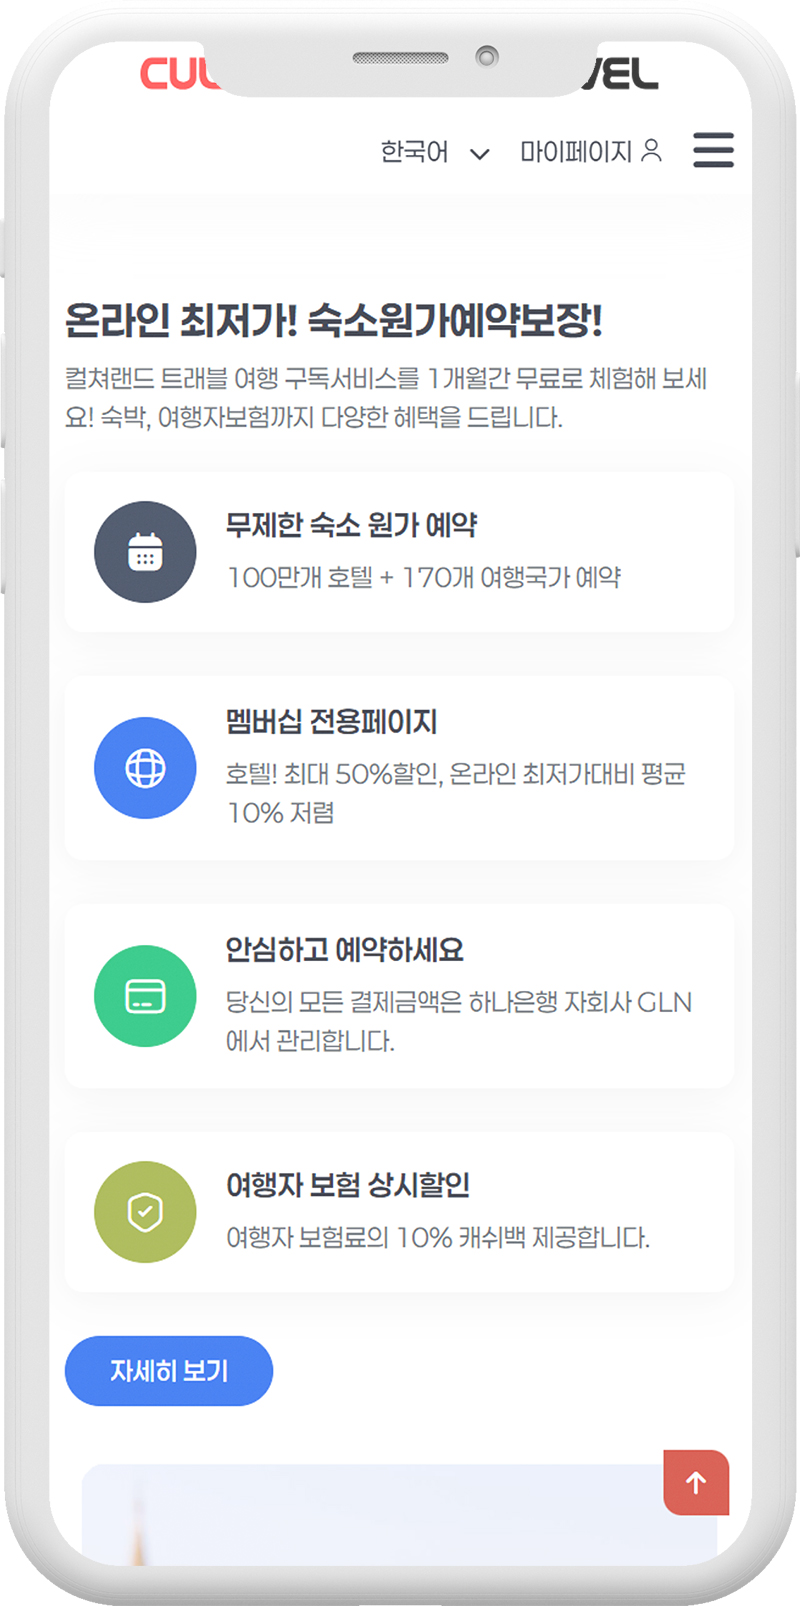 한국어 마이페이지
온라인 최저가! 숙소원가예약보장!
컬쳐랜드 트래블 여행 구독서비스를 1개월간 무료로 체험해 보세
요! 숙박, 여행자보험까지 다양한 혜택을 드립니다.
무제한 숙소 원가 예약
100만개 호텔 + 170개 여행국가 예약
멤버십 전용페이지
호텔! 최대 50%할인, 온라인 최저가대비 평균
10% 저렴
안심하고 예약하세요
당신의 모든 결제금액은 하나은행 자회사 GLN
에서 관리합니다.
여행자 보험 상시할인
여행자 보험료의 10% 캐쉬백 제공합니다.
자세히 보기